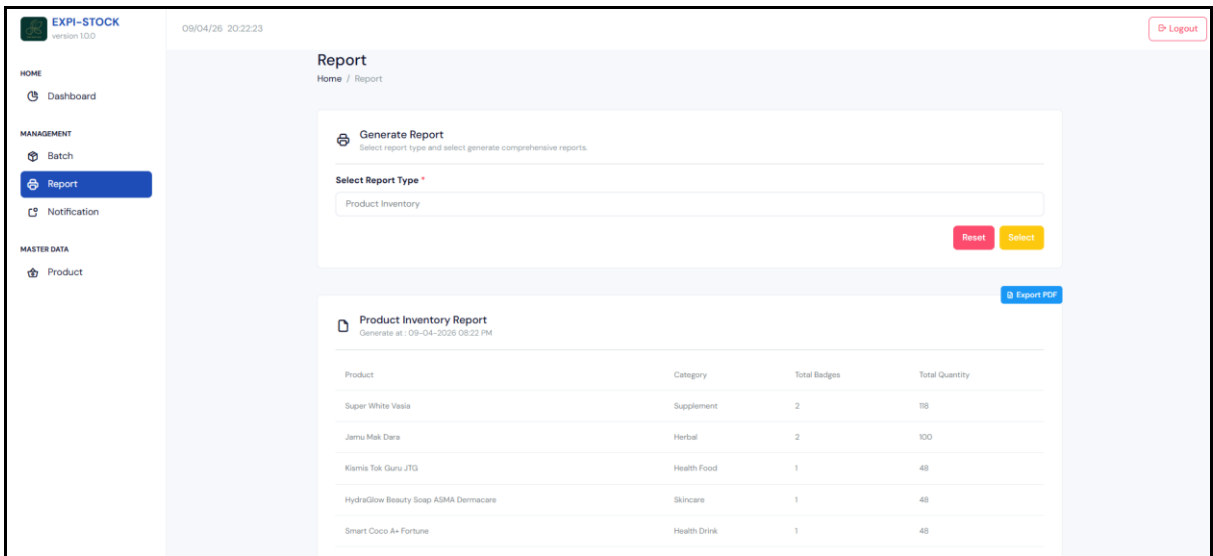 EXPI-STOCK
version 1.0.0
09/04/26 20:22:23
Logout
HOME
Dashboard
MANAGEMENT
Batch
Report
Notification
MASTER DATA
Product
Report
Home / Report
Generate Report
Select report type and select generate comprehensive reports.
Select Report Type *
Product Inventory
Reset Select
Export PDF
Product Inventory Report
Generate at : 09-04-2026 08:22 PM
Product Category Total Badges Total Quantity
Super White Vasia Supplement 2 118
Jamu Mak Dara Herbal 2 100
Kismis Tok Guru JTG Health Food 1 48
HydraGlow Beauty Soap ASMA Dermacare Skincare 1 48
Smart Coco A+ Fortune Health Drink 1 48